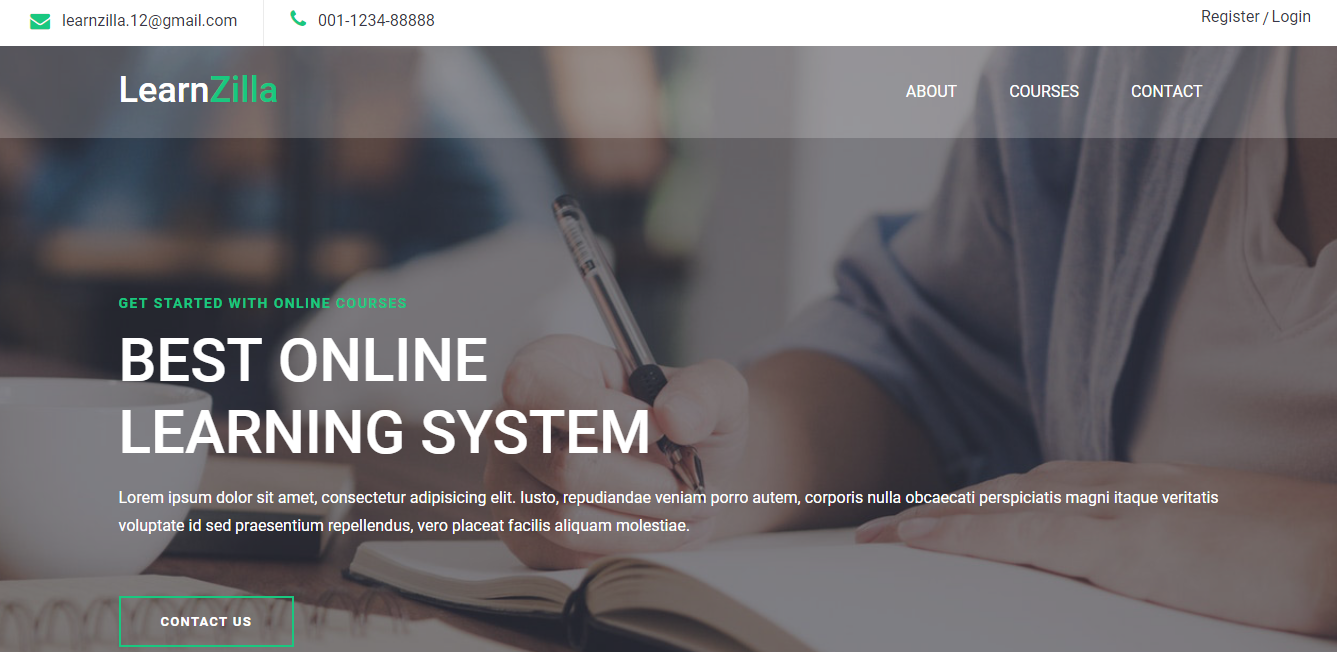 learnzilla.12@gmail.com 001-1234-88888 Register / Login
LearnZilla ABOUT COURSES CONTACT
GET STARTED WITH ONLINE COURSES
BEST ONLINE
LEARNING SYSTEM
Lorem ipsum dolor sit amet, consectetur adipisicing elit. Iusto, repudiandae veniam porro autem, corporis nulla obcaecati perspiciatis magni itaque veritatis
voluptate id sed praesentium repellendus, vero placeat facilis aliquam molestiae.
CONTACT US